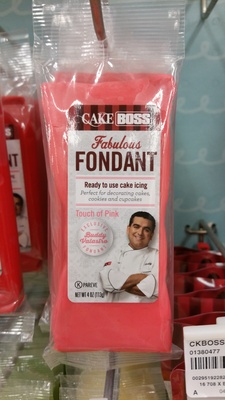 CAKE BOSS
Fabulous
FONDANT
Ready to use cake icing
Perfect for decorating cakes,
cookies and cupcakes
Touch of Pink
Buddy
Valastro
K PAREVE
NET WT 4 OZ (113g)
CKBOSS
01380477
A